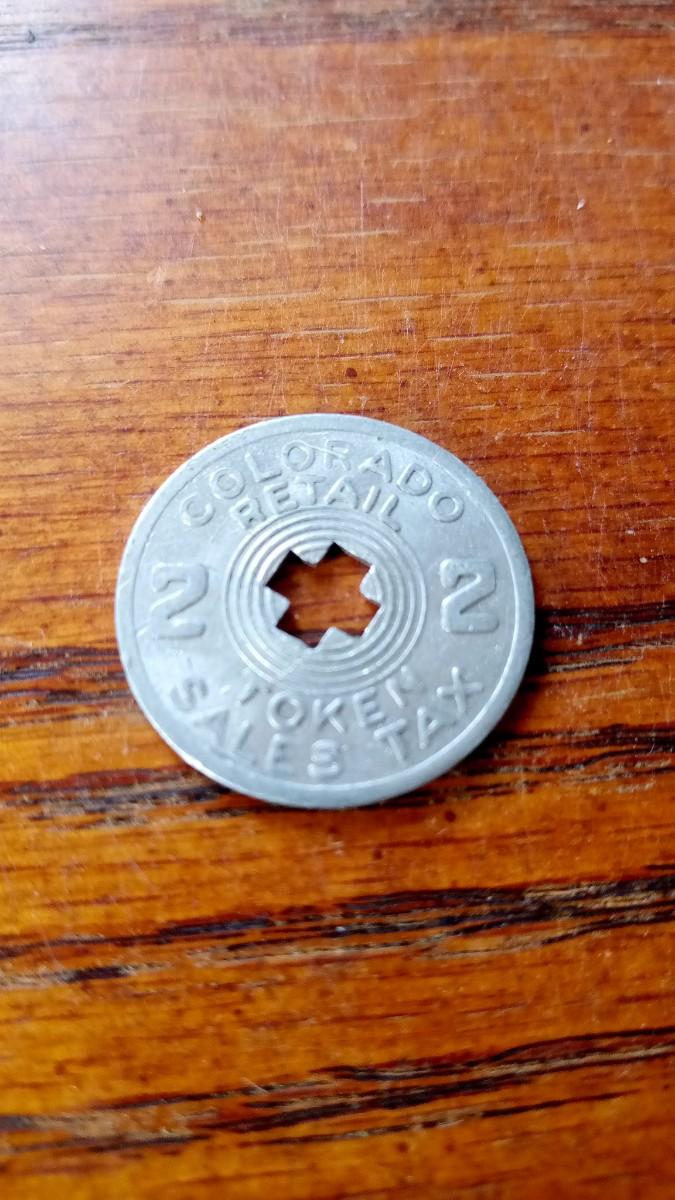 COLORADO
RETAIL
2 2
TOKEN
SALES TAX